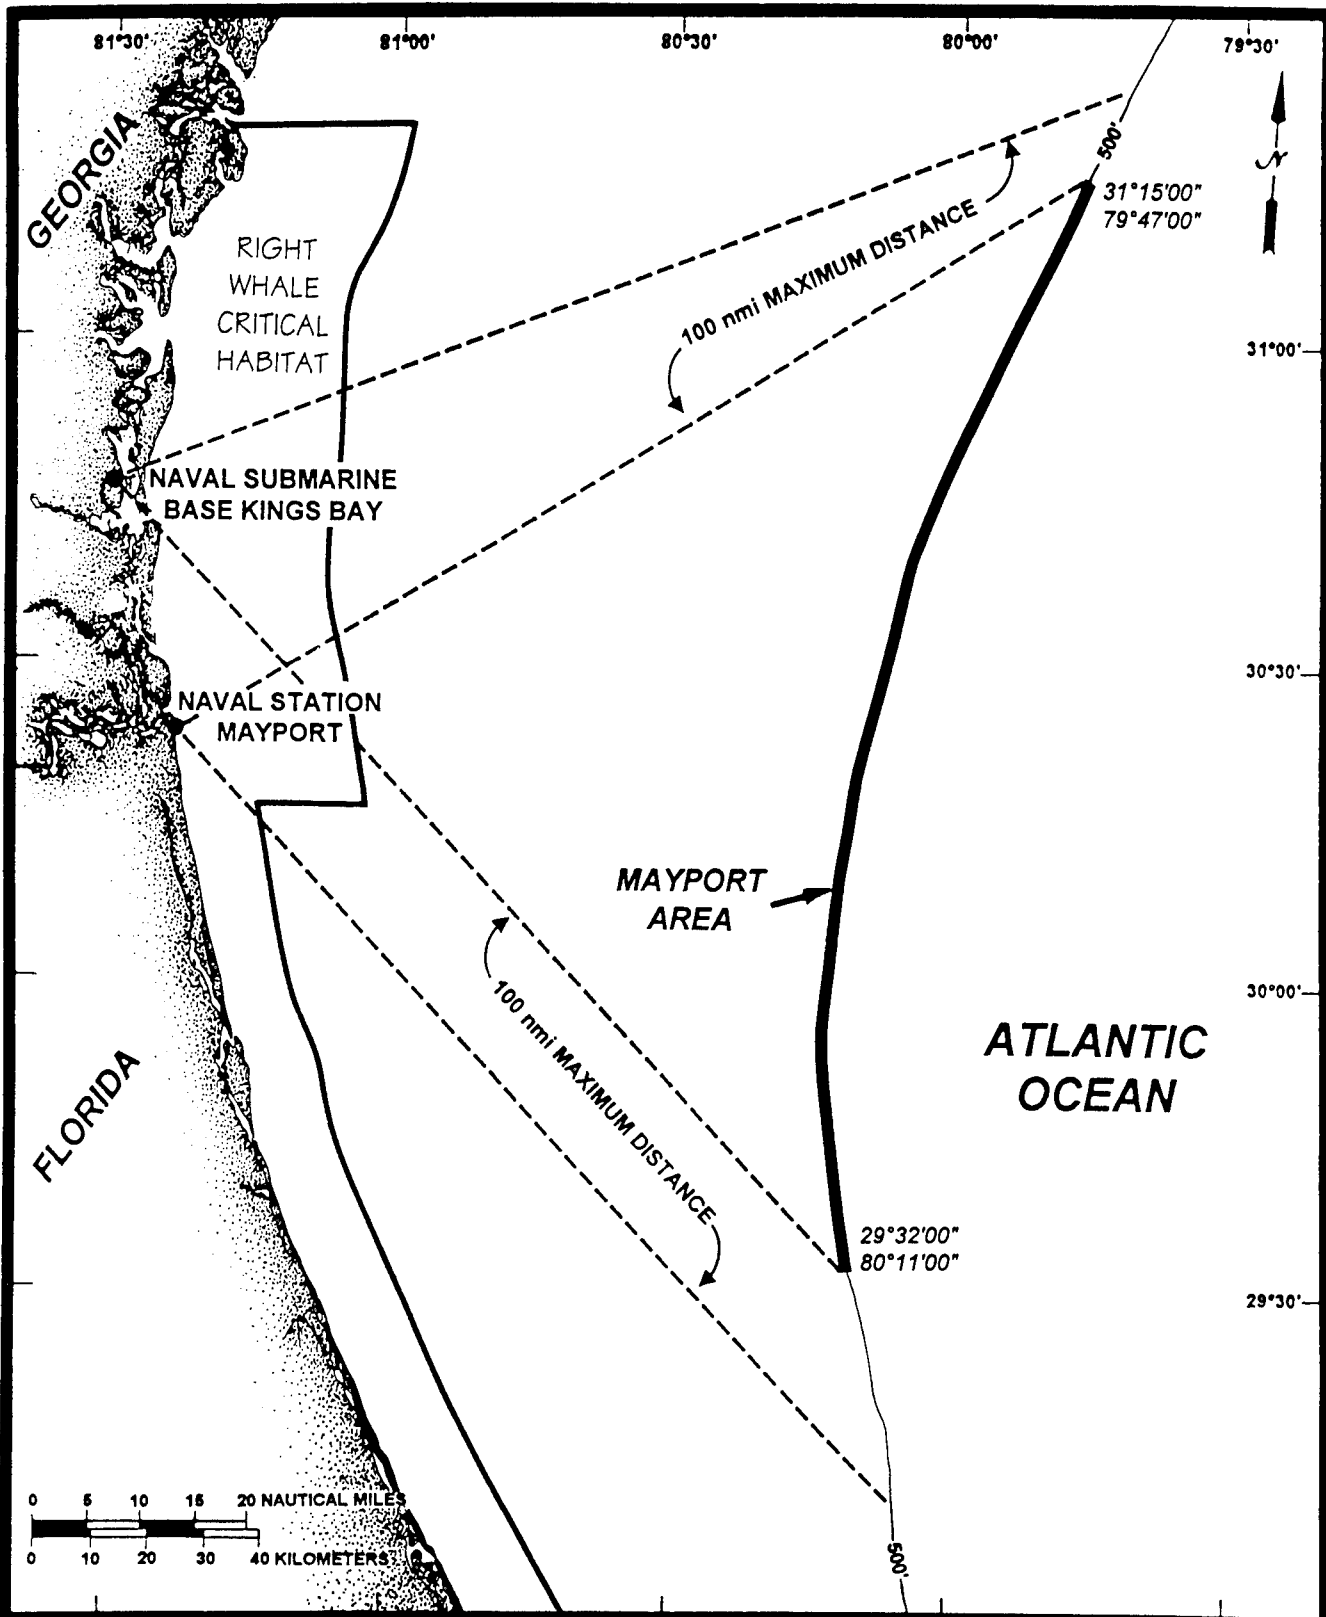 81°30'
81°00'
80°30'
80°00'
79°30'
GEORGIA
500'
N
31°15'00"
79°47'00"
RIGHT
WHALE
CRITICAL
HABITAT
100 nmi MAXIMUM DISTANCE
31°00'
NAVAL SUBMARINE
BASE KINGS BAY
30°30'
NAVAL STATION
MAYPORT
MAYPORT
AREA
100 nmi MAXIMUM DISTANCE
30°00'
ATLANTIC
OCEAN
FLORIDA
29°32'00"
80°11'00"
29°30'
0 5 10 15 20 NAUTICAL MILES
0 10 20 30 40 KILOMETERS
500'